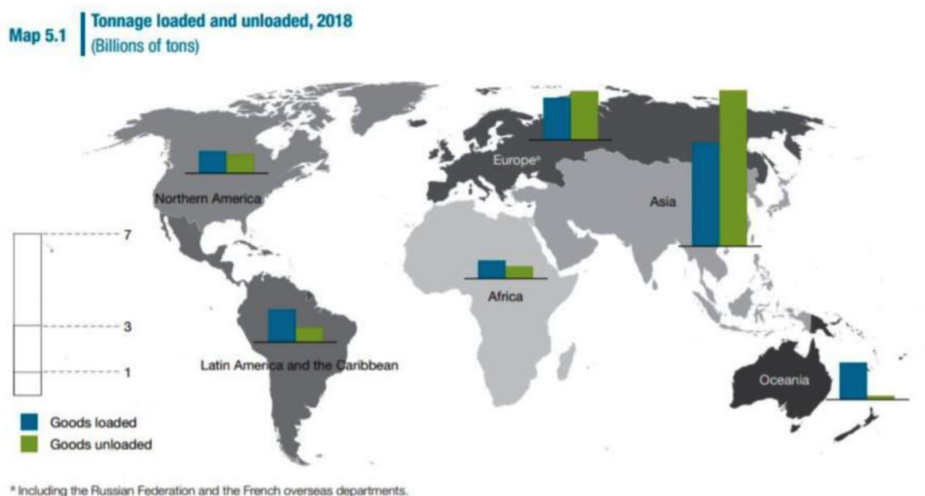 Map 5.1
Tonnage loaded and unloaded, 2018
(Billions of tons)
Europeª
Northern America
Asia
7
Africa
3
Latin America and the Caribbean
1
Oceania
Goods loaded
Goods unloaded
ª Including the Russian Federation and the French overseas departments.